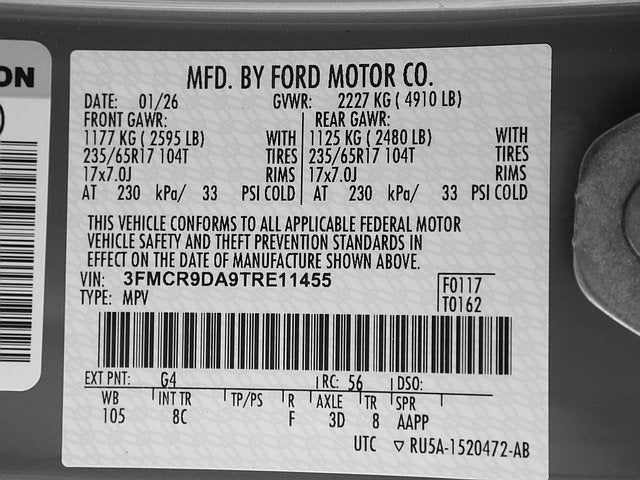 ON
MFD. BY FORD MOTOR CO.
DATE: 01/26 GVWR: 2227 KG ( 4910 LB)
FRONT GAWR: REAR GAWR:
1177 KG ( 2595 LB) WITH 1125 KG ( 2480 LB) WITH
235/65R17 104T TIRES 235/65R17 104T TIRES
17x7.0J RIMS 17x7.0J RIMS
AT 230 kPa/ 33 PSI COLD AT 230 kPa/ 33 PSI COLD
THIS VEHICLE CONFORMS TO ALL APPLICABLE FEDERAL MOTOR
VEHICLE SAFETY AND THEFT PREVENTION STANDARDS IN
EFFECT ON THE DATE OF MANUFACTURE SHOWN ABOVE.
VIN: 3FMCR9DA9TRE11455
TYPE: MPV
F0117
T0162
EXT PNT: G4 RC: 56 DSO:
WB INT TR TP/PS R AXLE TR SPR
105 8C F 3D 8 AAPP
UTC ▽ RU5A-1520472-AB